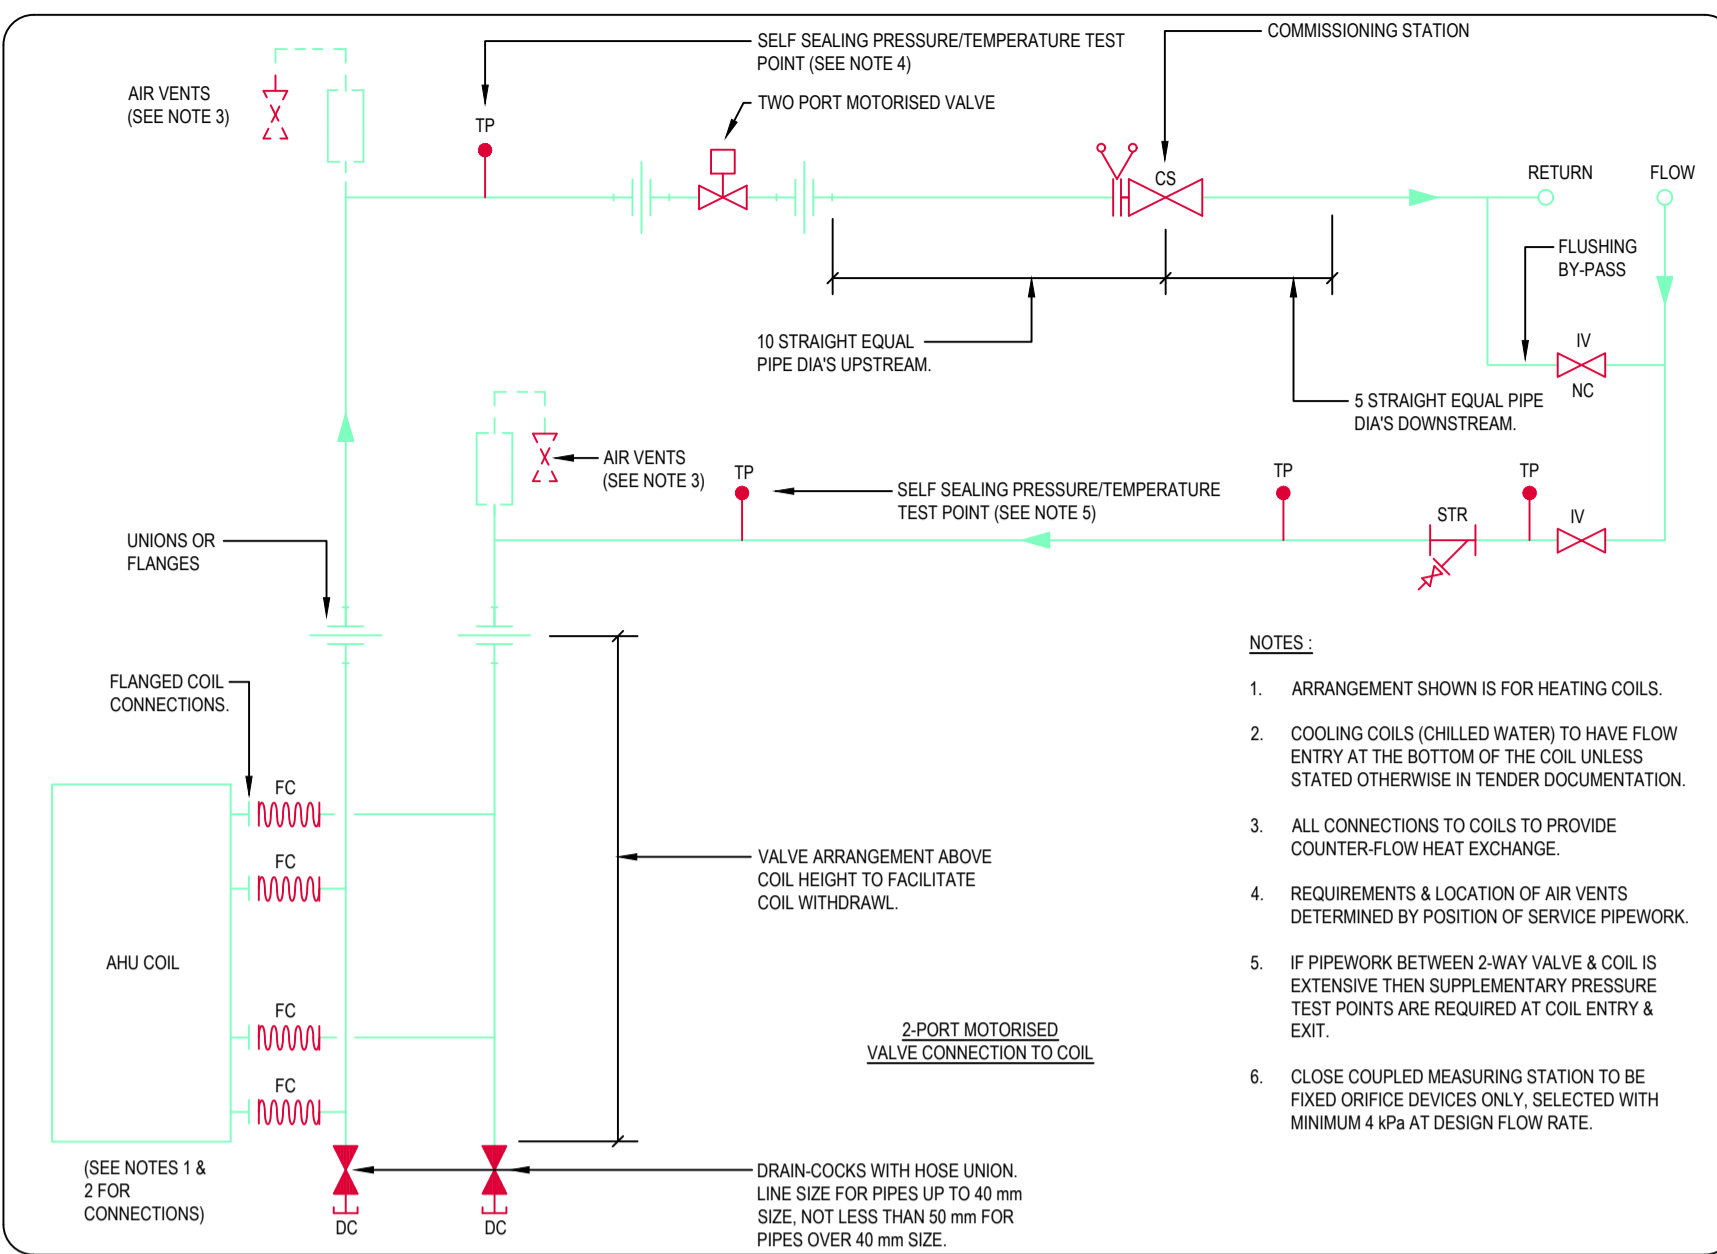 SELF SEALING PRESSURE/TEMPERATURE TEST
POINT (SEE NOTE 4)
COMMISSIONING STATION
AIR VENTS
(SEE NOTE 3)
TWO PORT MOTORISED VALVE
TP
CS
RETURN
FLOW
FLUSHING
BY-PASS
10 STRAIGHT EQUAL
PIPE DIA'S UPSTREAM.
IV
NC
5 STRAIGHT EQUAL PIPE
DIA'S DOWNSTREAM.
AIR VENTS
(SEE NOTE 3)
TP
SELF SEALING PRESSURE/TEMPERATURE
TEST POINT (SEE NOTE 5)
TP
TP
STR
IV
UNIONS OR
FLANGES
FLANGED COIL
CONNECTIONS.
FC
FC
AHU COIL
FC
FC
VALVE ARRANGEMENT ABOVE
COIL HEIGHT TO FACILITATE
COIL WITHDRAWL.
2-PORT MOTORISED
VALVE CONNECTION TO COIL
(SEE NOTES 1 &
2 FOR
CONNECTIONS)
DC
DC
DRAIN-COCKS WITH HOSE UNION.
LINE SIZE FOR PIPES UP TO 40 mm
SIZE, NOT LESS THAN 50 mm FOR
PIPES OVER 40 mm SIZE.
NOTES :
1. ARRANGEMENT SHOWN IS FOR HEATING COILS.
2. COOLING COILS (CHILLED WATER) TO HAVE FLOW
ENTRY AT THE BOTTOM OF THE COIL UNLESS
STATED OTHERWISE IN TENDER DOCUMENTATION.
3. ALL CONNECTIONS TO COILS TO PROVIDE
COUNTER-FLOW HEAT EXCHANGE.
4. REQUIREMENTS & LOCATION OF AIR VENTS
DETERMINED BY POSITION OF SERVICE PIPEWORK.
5. IF PIPEWORK BETWEEN 2-WAY VALVE & COIL IS
EXTENSIVE THEN SUPPLEMENTARY PRESSURE
TEST POINTS ARE REQUIRED AT COIL ENTRY &
EXIT.
6. CLOSE COUPLED MEASURING STATION TO BE
FIXED ORIFICE DEVICES ONLY, SELECTED WITH
MINIMUM 4 kPa AT DESIGN FLOW RATE.